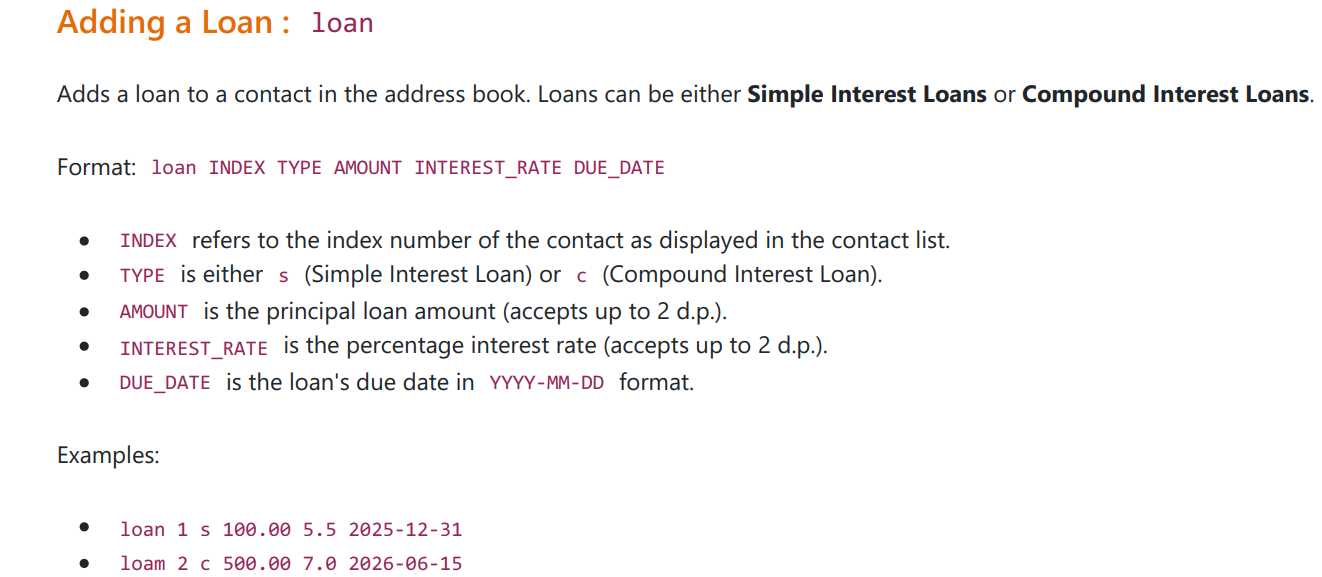 Adding a Loan : loan
Adds a loan to a contact in the address book. Loans can be either Simple Interest Loans or Compound Interest Loans.
Format: loan INDEX TYPE AMOUNT INTEREST_RATE DUE_DATE
• INDEX refers to the index number of the contact as displayed in the contact list.
• TYPE is either s (Simple Interest Loan) or c (Compound Interest Loan).
• AMOUNT is the principal loan amount (accepts up to 2 d.p.).
• INTEREST_RATE is the percentage interest rate (accepts up to 2 d.p.).
• DUE_DATE is the loan's due date in YYYY-MM-DD format.
Examples:
• loan 1 s 100.00 5.5 2025-12-31
• loam 2 c 500.00 7.0 2026-06-15